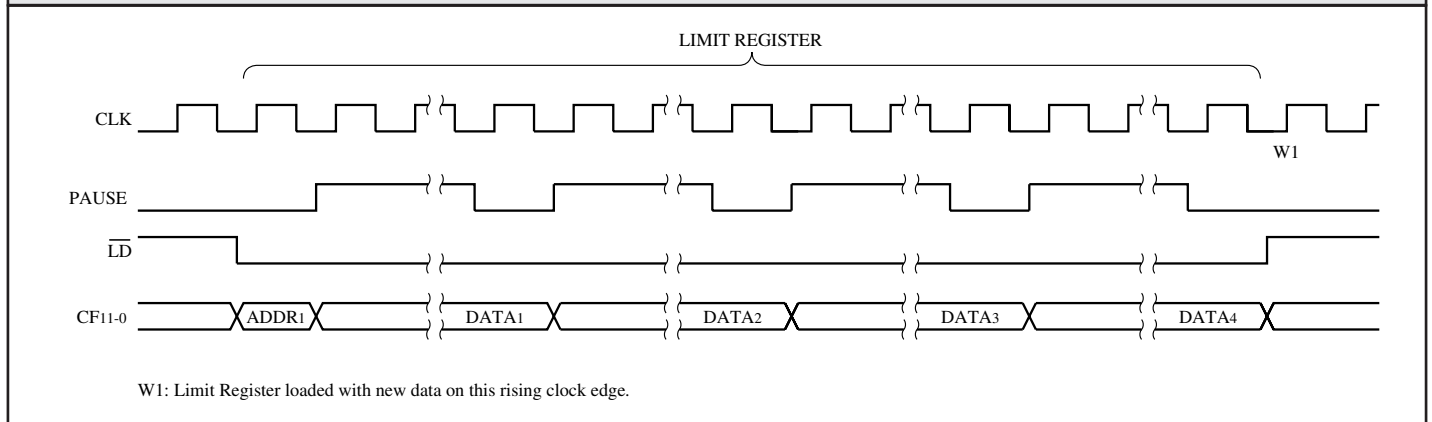 LIMIT REGISTER
CLK
W1
PAUSE
LD
CF11-0
ADDR1
DATA1
DATA2
DATA3
DATA4
W1: Limit Register loaded with new data on this rising clock edge.